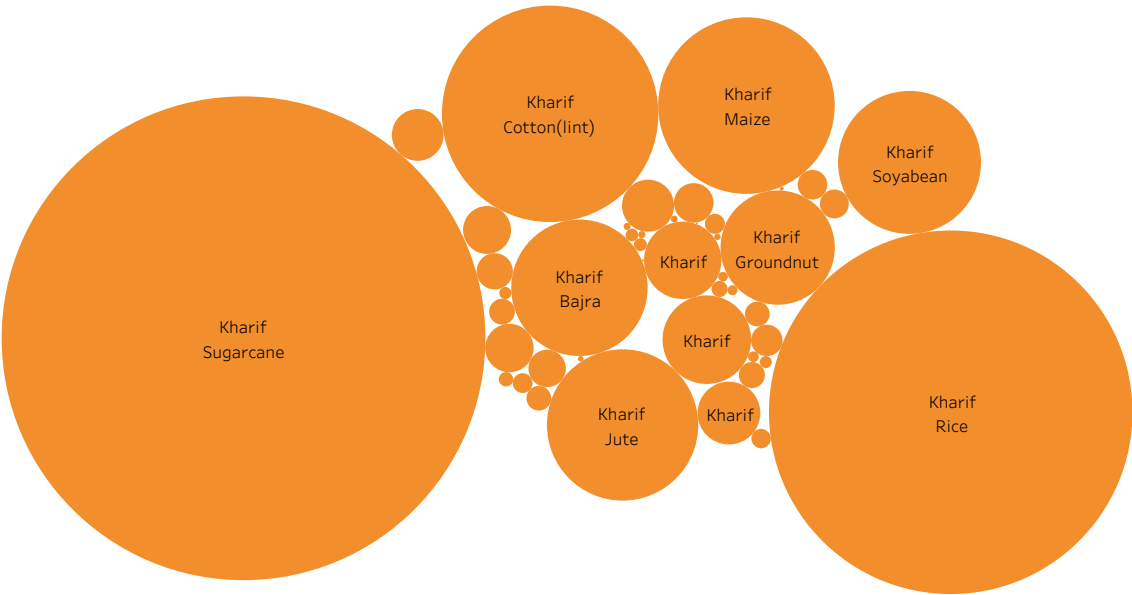 Kharif
Cotton(lint)
Kharif
Maize
Kharif
Soyabean
Kharif
Groundnut
Kharif
Kharif
Bajra
Kharif
Sugarcane
Kharif
Kharif
Jute
Kharif
Kharif
Rice